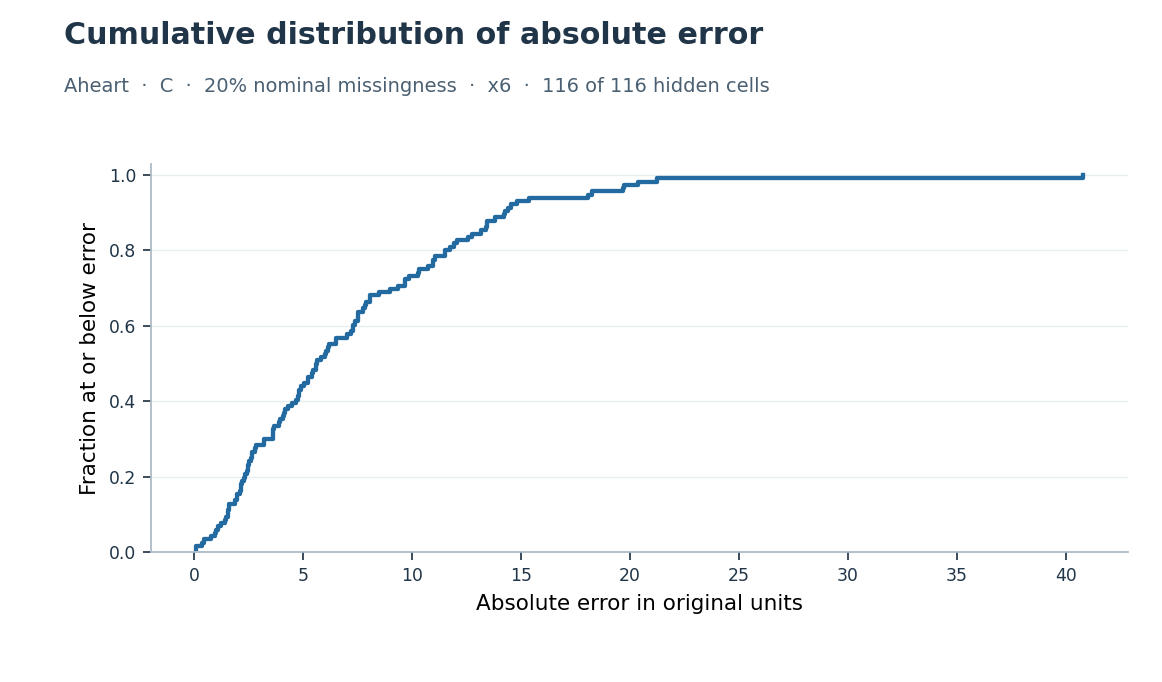 Cumulative distribution of absolute error
Aheart · C · 20% nominal missingness · x6 · 116 of 116 hidden cells
Fraction at or below error
1.0
0.8
0.6
0.4
0.2
0.0
0 5 10 15 20 25 30 35 40
Absolute error in original units